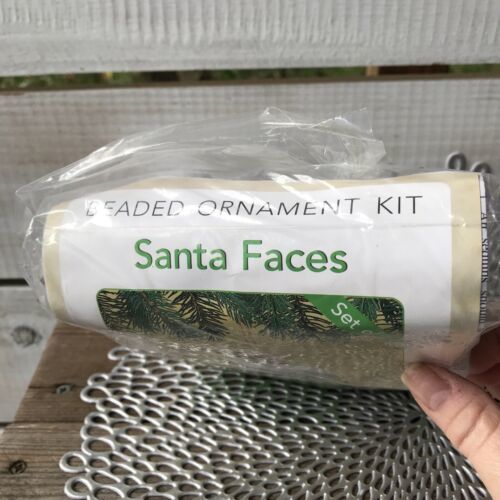 BEADED ORNAMENT KIT
Santa Faces
Set